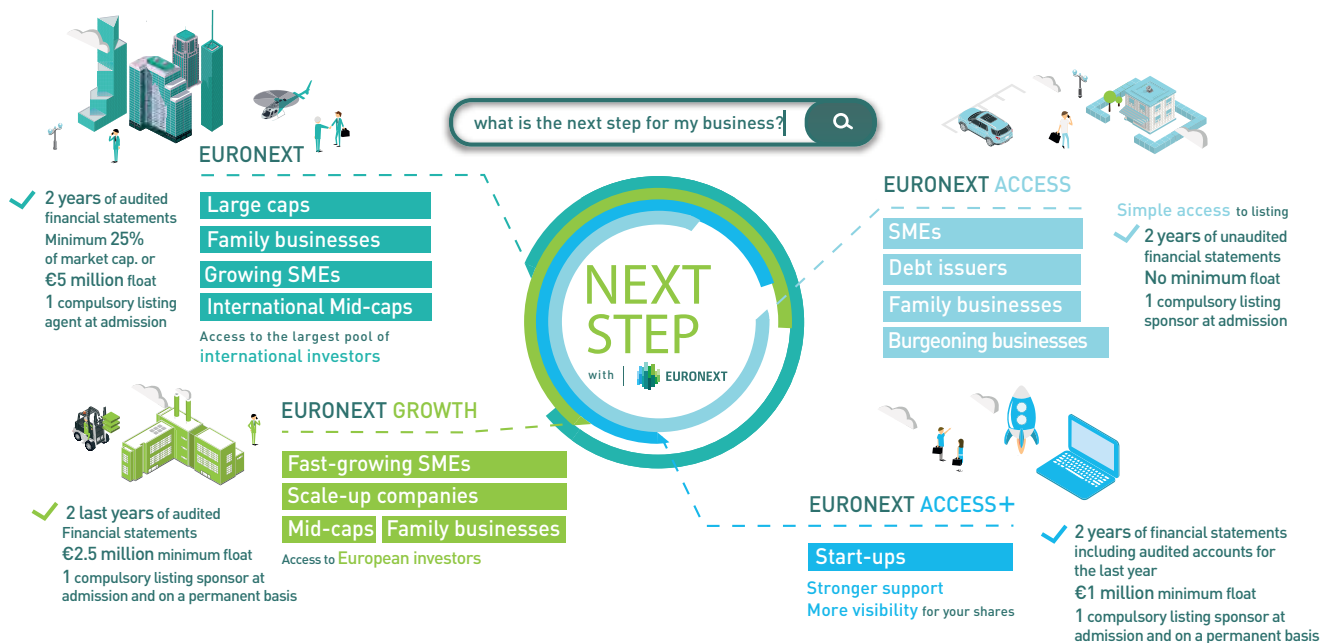 what is the next step for my business?
EURONEXT
2 years of audited
financial statements
Minimum 25%
of market cap. or
€5 million float
1 compulsory listing
agent at admission
Large caps
Family businesses
Growing SMEs
International Mid-caps
Access to the largest pool of
international investors
EURONEXT ACCESS
SMEs
Debt issuers
Family businesses
Burgeoning businesses
Simple access to listing
2 years of unaudited
financial statements
No minimum float
1 compulsory listing
sponsor at admission
NEXT
STEP
with | EURONEXT
EURONEXT GROWTH
Fast-growing SMEs
Scale-up companies
Mid-caps Family businesses
Access to European investors
2 last years of audited
Financial statements
€2.5 million minimum float
1 compulsory listing sponsor at
admission and on a permanent basis
EURONEXT ACCESS+
Start-ups
Stronger support
More visibility for your shares
2 years of financial statements
including audited accounts for
the last year
€1 million minimum float
1 compulsory listing sponsor at
admission and on a permanent basis